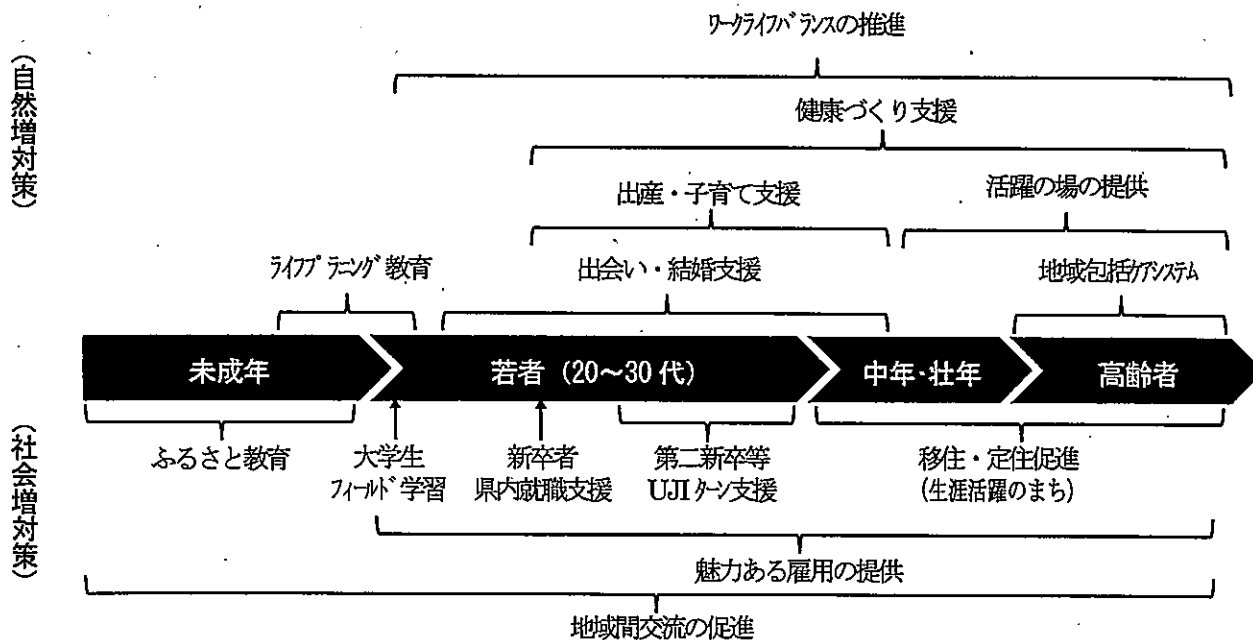 ワークライフバランスの推進
(自然増対策)
健康づくり支援
出産・子育て支援
活躍の場の提供
ライフプラニング教育
出会い・結婚支援
地域包括ケアシステム
未成年
若者 (20～30代)
中年・壮年
高齢者
(社会増対策)
ふるさと教育
大学生
フィールド学習
新卒者
県内就職支援
第二新卒等
UJIターン支援
移住・定住促進
(生涯活躍のまち)
魅力ある雇用の提供
地域間交流の促進